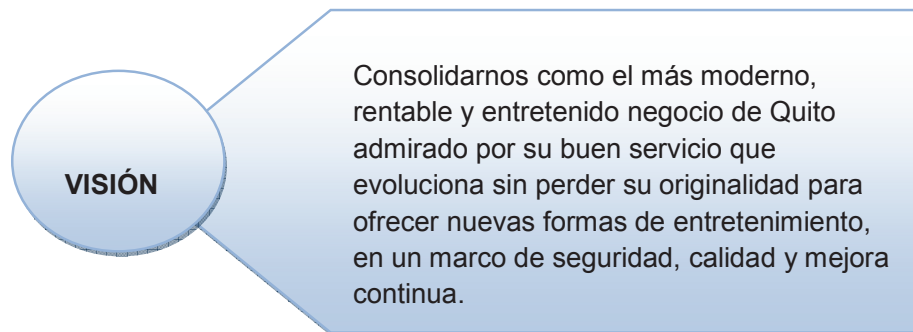 VISIÓN
Consolidarnos como el más moderno,
rentable y entretenido negocio de Quito
admirado por su buen servicio que
evoluciona sin perder su originalidad para
ofrecer nuevas formas de entretenimiento,
en un marco de seguridad, calidad y mejora
continua.